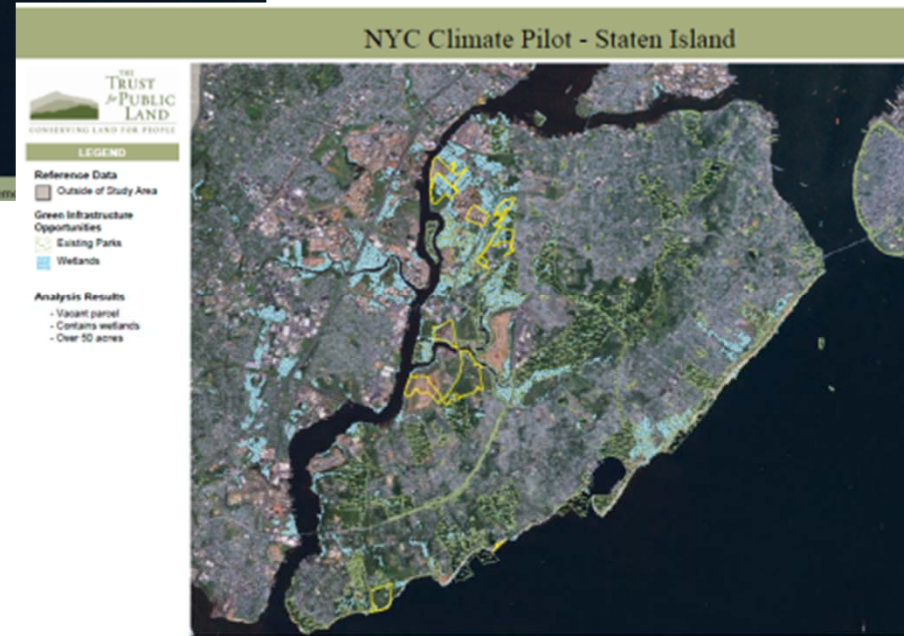 NYC Climate Pilot - Staten Island
THE
TRUST
for PUBLIC
LAND
CONSERVING LAND FOR PEOPLE
LEGEND
Reference Data
Outside of Study Area
Green Infrastructure
Opportunities
Existing Parks
Wetlands
Analysis Results
- Vacant parcel
- Contains wetlands
- Over 50 acres